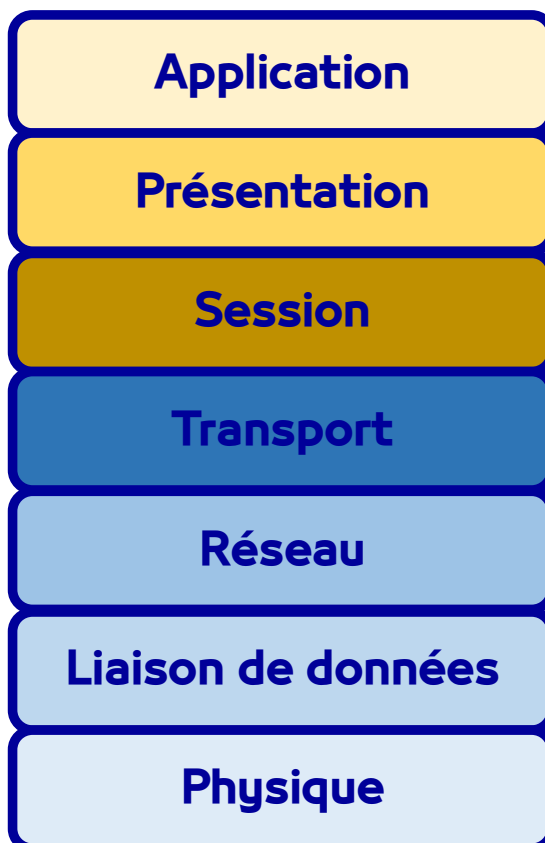 Application
Présentation
Session
Transport
Réseau
Liaison de données
Physique